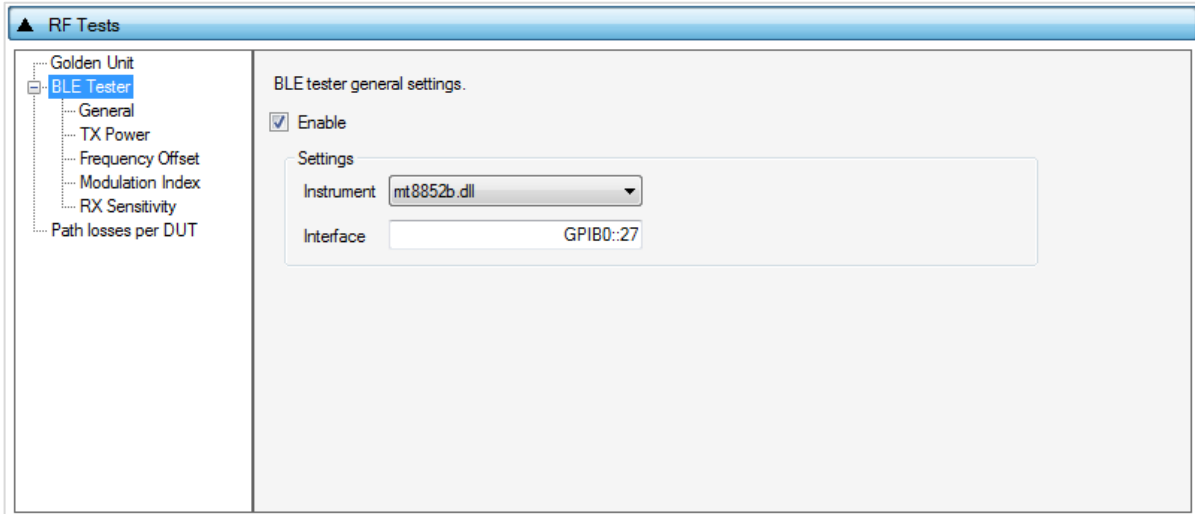 RF Tests
Golden Unit
BLE Tester
General
TX Power
Frequency Offset
Modulation Index
RX Sensitivity
Path losses per DUT
BLE tester general settings.
Enable
Settings
Instrument mt8852b.dll
Interface GPIB0::27